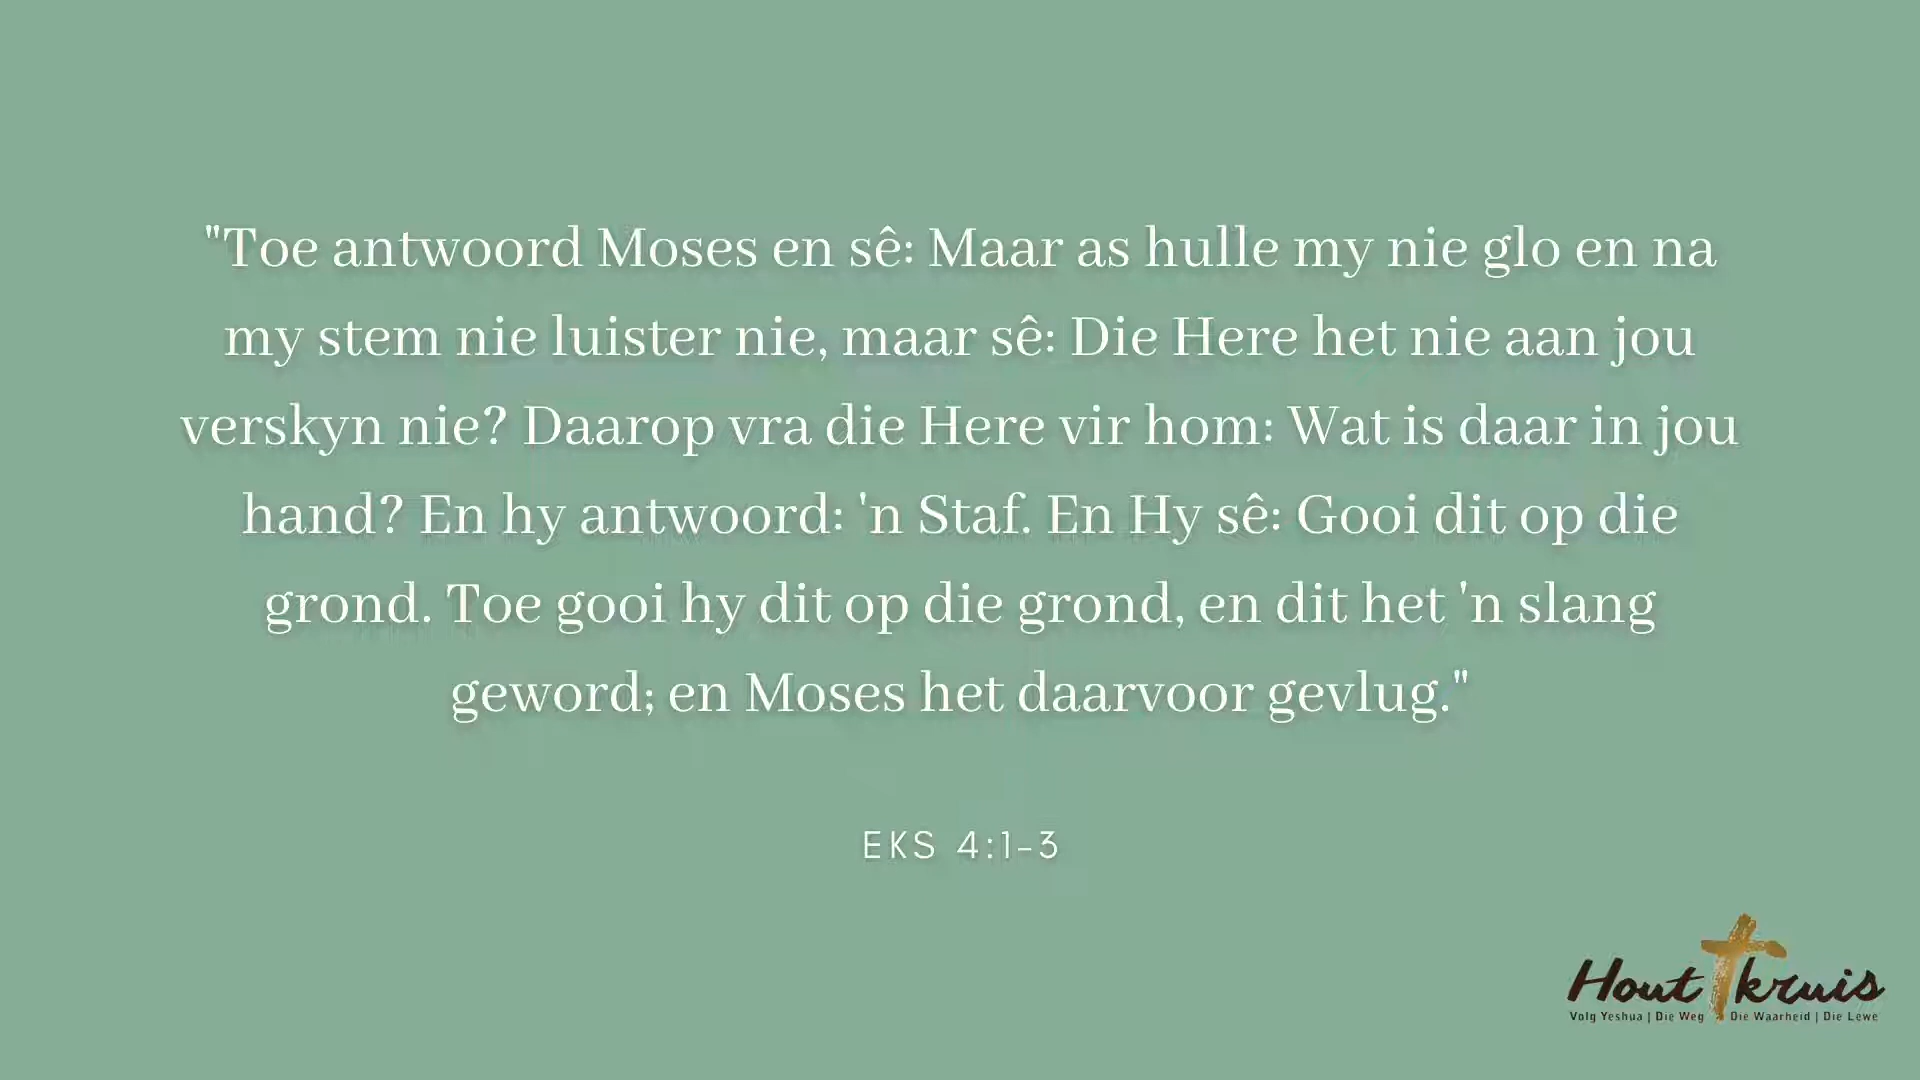 "Toe antwoord Moses en sê: Maar as hulle my nie glo en na
my stem nie luister nie, maar sê: Die Here het nie aan jou
verskyn nie? Daarop vra die Here vir hom: Wat is daar in jou
hand? En hy antwoord: 'n Staf. En Hy sê: Gooi dit op die
grond. Toe gooi hy dit op die grond, en dit het 'n slang
geword; en Moses het daarvoor gevlug."
EKS 4:1-3
Hout kruis
Volg Yeshua | Die Weg Die Waarheid | Die Lewe